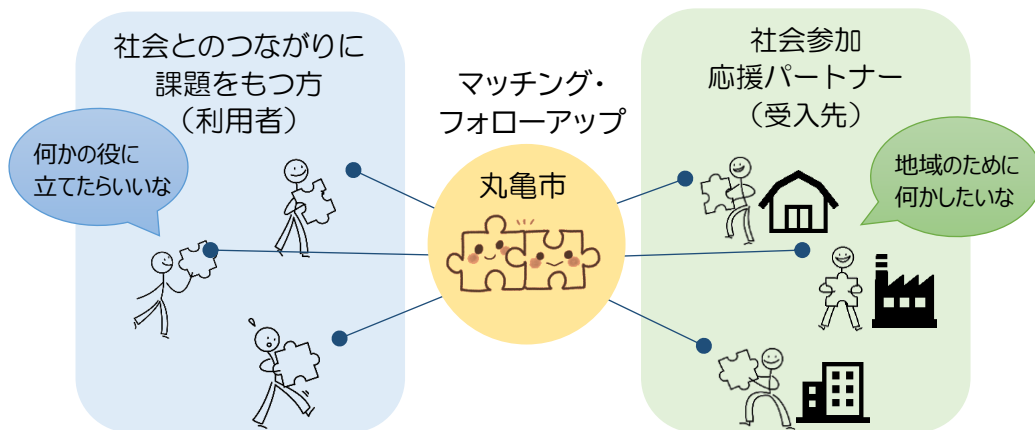 社会とのつながりに
課題をもつ方
（利用者）
何かの役に
立てたらいいな
マッチング・
フォローアップ
丸亀市
社会参加
応援パートナー
（受入先）
地域のために
何かしたいな